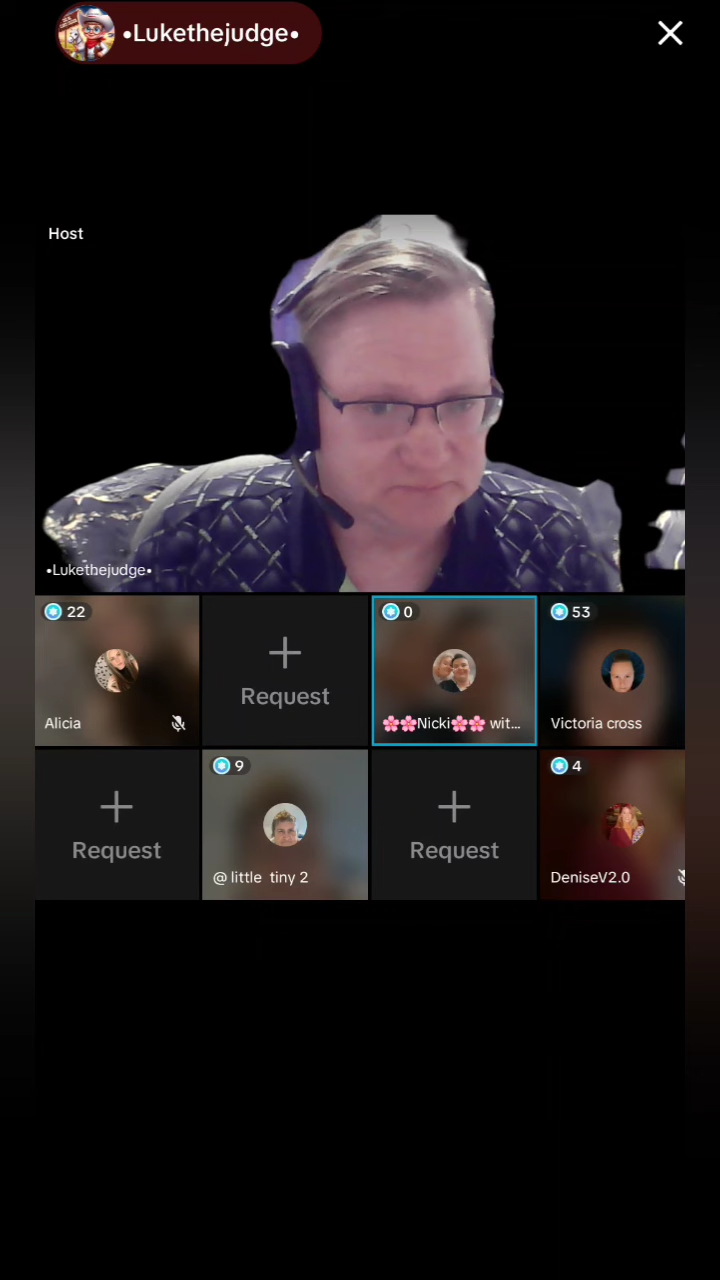 •Lukethejudge•
Host
•Lukethejudge•
22
0
53
Request
Alicia
🌸🌸Nicki🌸🌸 wit...
Victoria cross
9
4
Request
Request
@ little tiny 2
DeniseV2.0